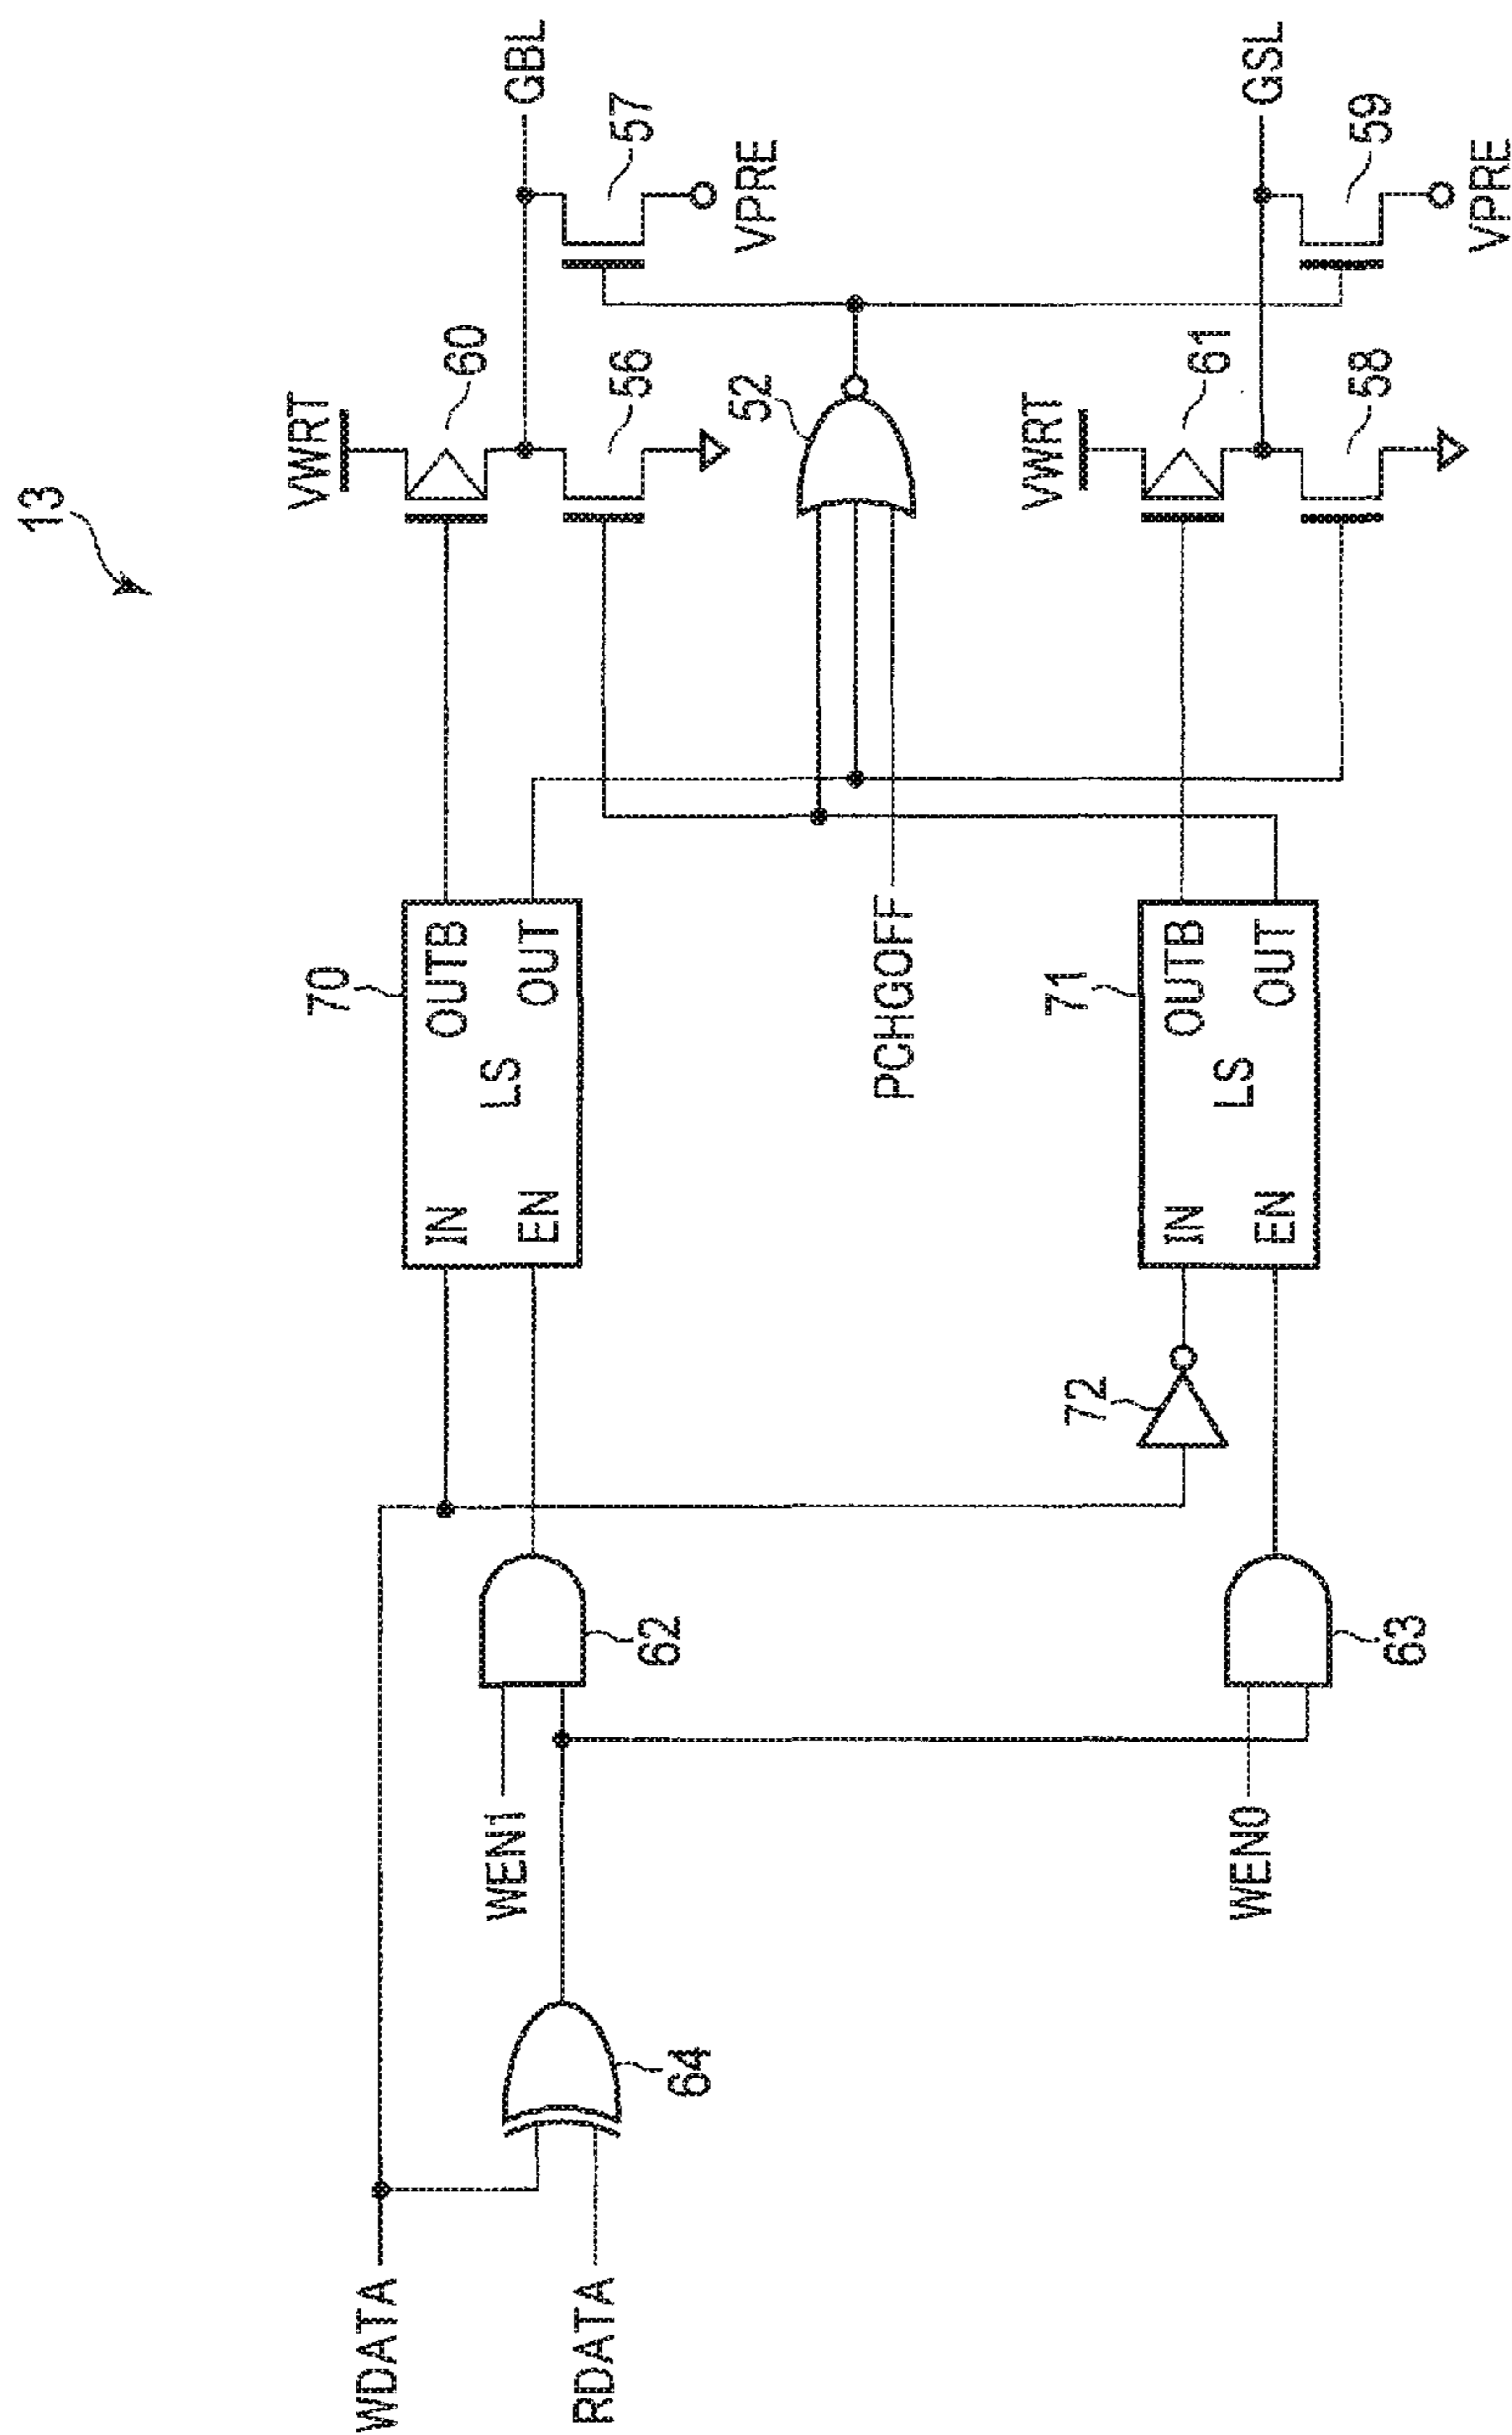 13
WDATA
RDATA
64
WEN1
62
WEN0
63
72
70
IN
EN
LS
OUTB
OUT
71
IN
EN
LS
OUTB
OUT
PCHGOFF
52
VWRT
60
56
GBL
57
VPRE
VWRT
61
58
GSL
59
VPRE